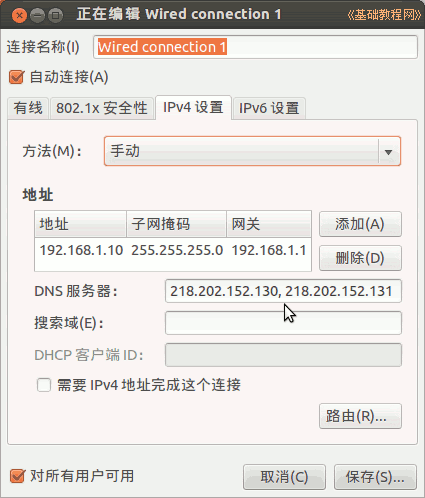 正在编辑 Wired connection 1
《基础教程网》
连接名称(I)
Wired connection 1
自动连接(A)
有线 802.1x 安全性 IPv4 设置 IPv6 设置
方法(M)： 手动
地址
地址 子网掩码 网关 添加(A)
192.168.1.10 255.255.255.0 192.168.1.1 删除(D)
DNS 服务器： 218.202.152.130, 218.202.152.131
搜索域(E)：
DHCP 客户端 ID：
需要 IPv4 地址完成这个连接
路由(R)...
对所有用户可用 取消(C) 保存(S)...